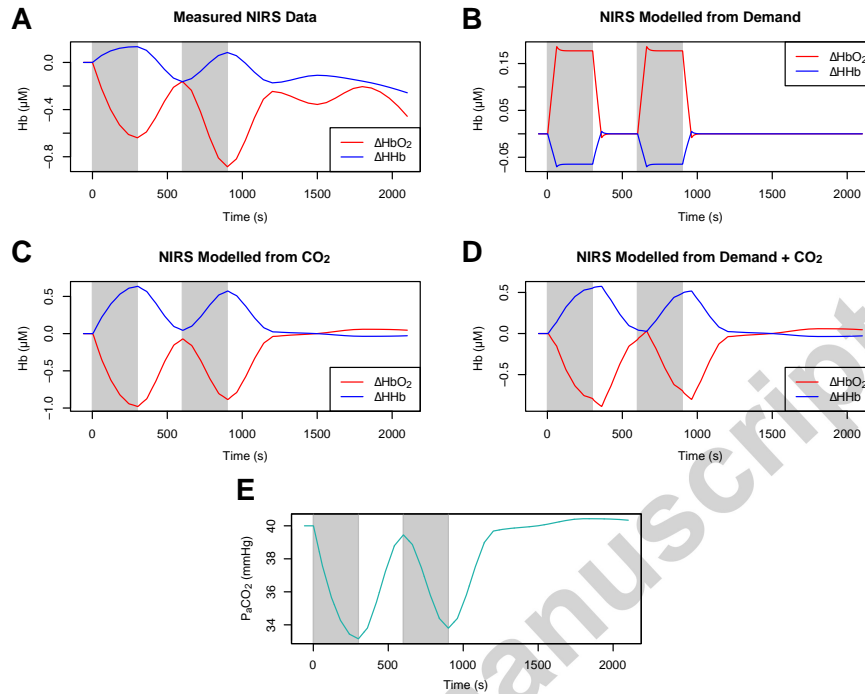 A
Measured NIRS Data
Hb (µM)
0.0
−0.4
−0.8
ΔHbO₂
ΔHHb
0
500
1000
1500
2000
Time (s)
B
NIRS Modelled from Demand
Hb (µM)
0.15
0.05
−0.05
ΔHbO₂
ΔHHb
0
500
1000
1500
2000
Time (s)
C
NIRS Modelled from CO₂
Hb (µM)
0.5
0.0
−1.0
ΔHbO₂
ΔHHb
0
500
1000
1500
2000
Time (s)
D
NIRS Modelled from Demand + CO₂
Hb (µM)
0.5
0.0
−0.5
ΔHbO₂
ΔHHb
0
500
1000
1500
2000
Time (s)
E
PₐCO₂ (mmHg)
40
38
36
34
0
500
1000
1500
2000
Time (s)
anuscript